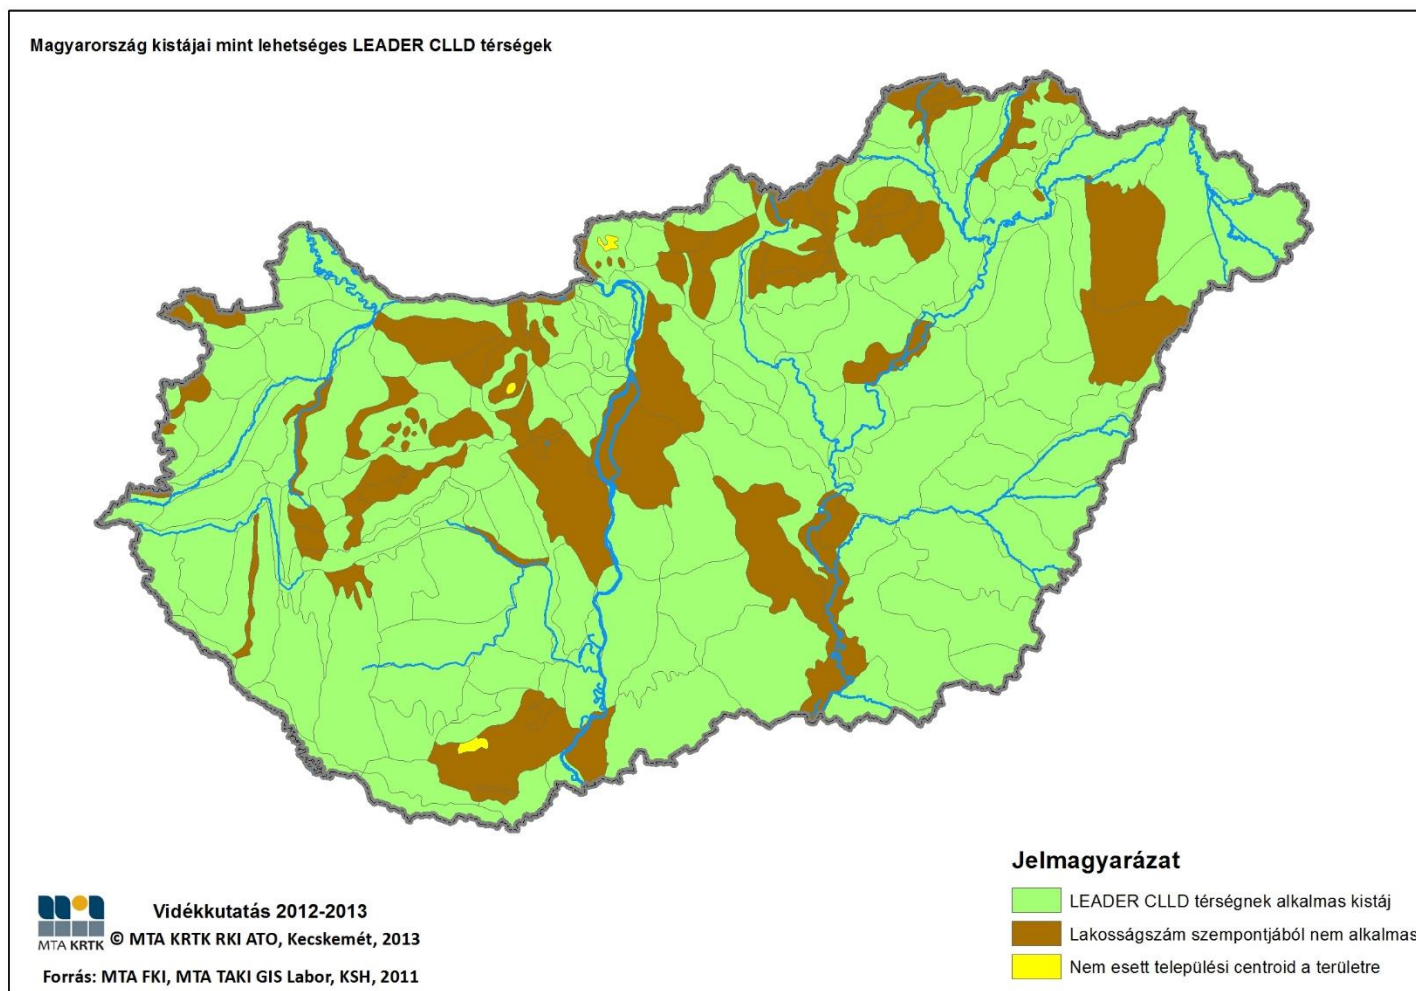 Magyarország kistájai mint lehetséges LEADER CLLD térségek
Jelmagyarázat
LEADER CLLD térségnek alkalmas kistáj
Lakosságszám szempontjából nem alkalmas
Nem esett települési centroid a területre
MTA KRTK
Vidékkutatás 2012-2013
© MTA KRTK RKI ATO, Kecskemét, 2013
Forrás: MTA FKI, MTA TAKI GIS Labor, KSH, 2011